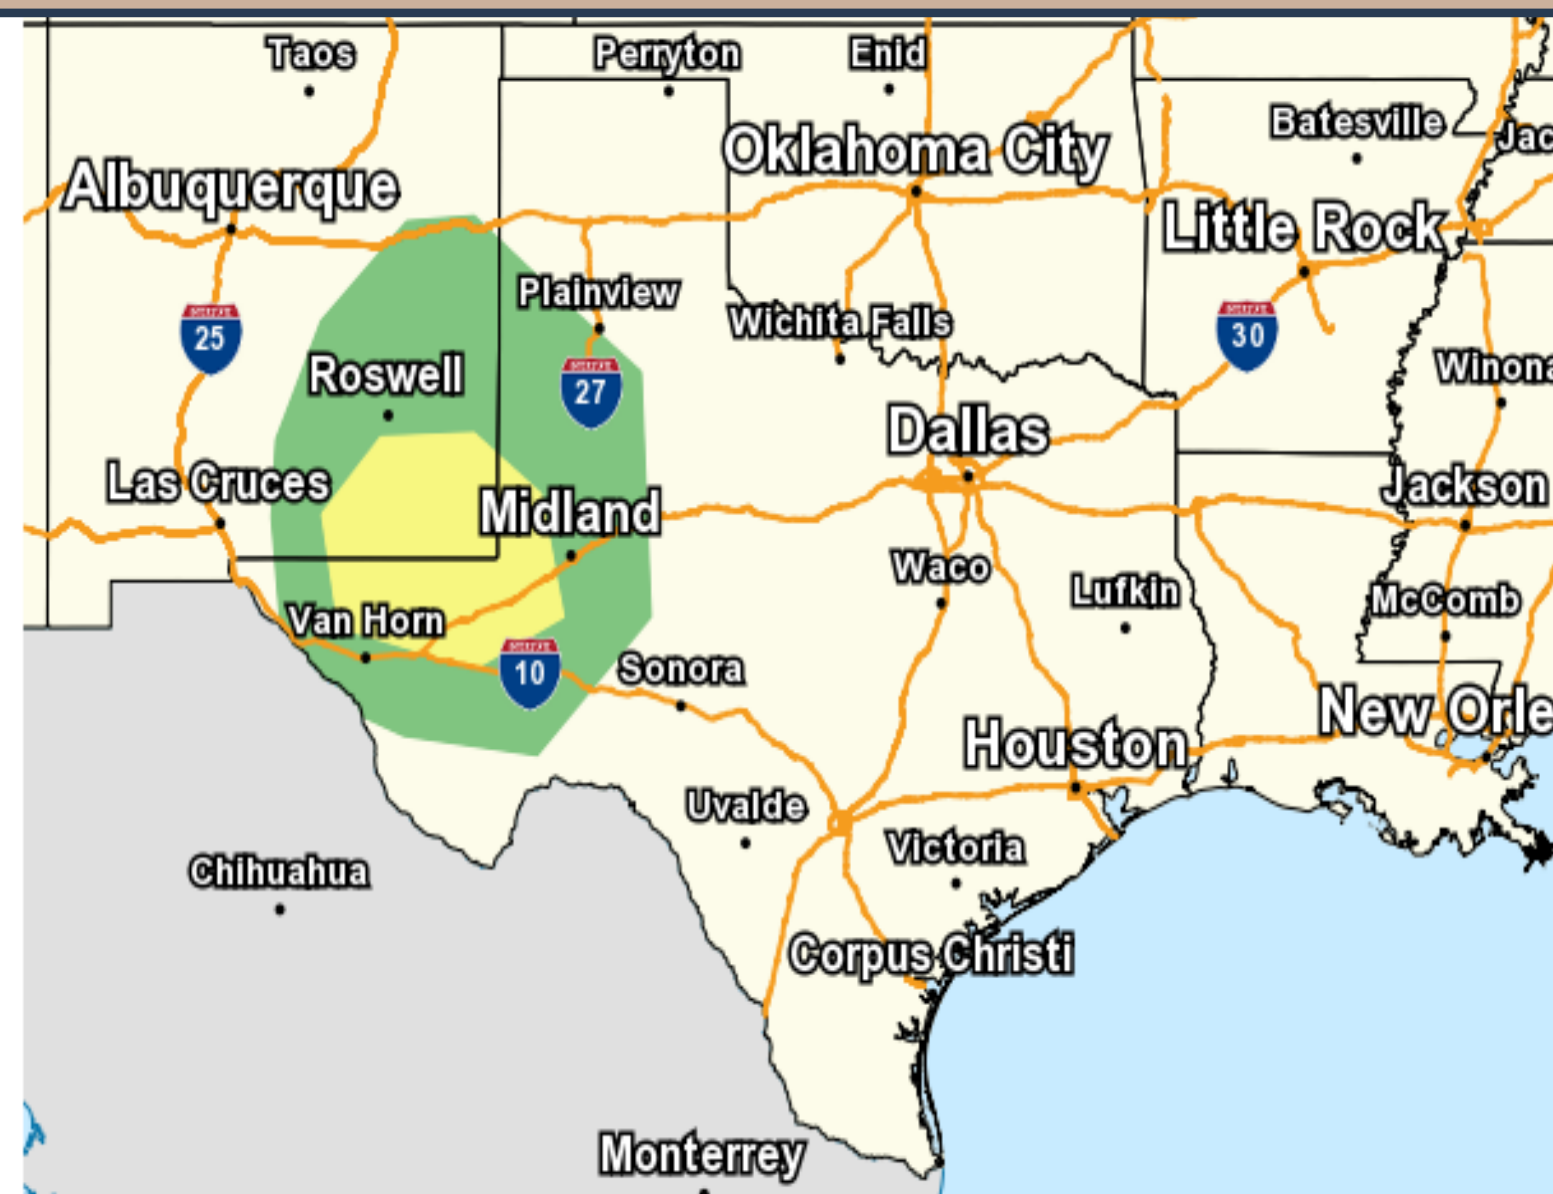 Taos
Perryton
Enid
Oklahoma City
Batesville
Jac
Albuquerque
Little Rock
Plainview
Wichita Falls
25
30
Winona
Roswell
27
Dallas
Las Cruces
Midland
Jackson
Waco
Lufkin
McComb
Van Horn
10
Sonora
New Orle
Houston
Uvalde
Victoria
Chihuahua
Corpus Christi
Monterrey